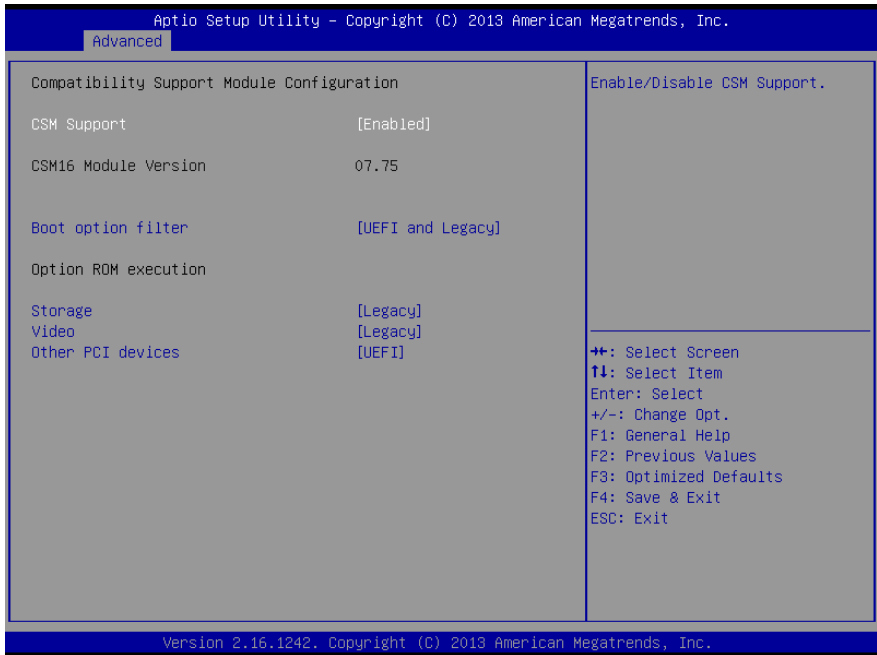 Aptio Setup Utility – Copyright (C) 2013 American Megatrends, Inc.
Advanced
Compatibility Support Module Configuration
CSM Support [Enabled]
CSM16 Module Version 07.75
Boot option filter [UEFI and Legacy]
Option ROM execution
Storage [Legacy]
Video [Legacy]
Other PCI devices [UEFI]
Enable/Disable CSM Support.
→←: Select Screen
↑↓: Select Item
Enter: Select
+/-: Change Opt.
F1: General Help
F2: Previous Values
F3: Optimized Defaults
F4: Save & Exit
ESC: Exit
Version 2.16.1242. Copyright (C) 2013 American Megatrends, Inc.